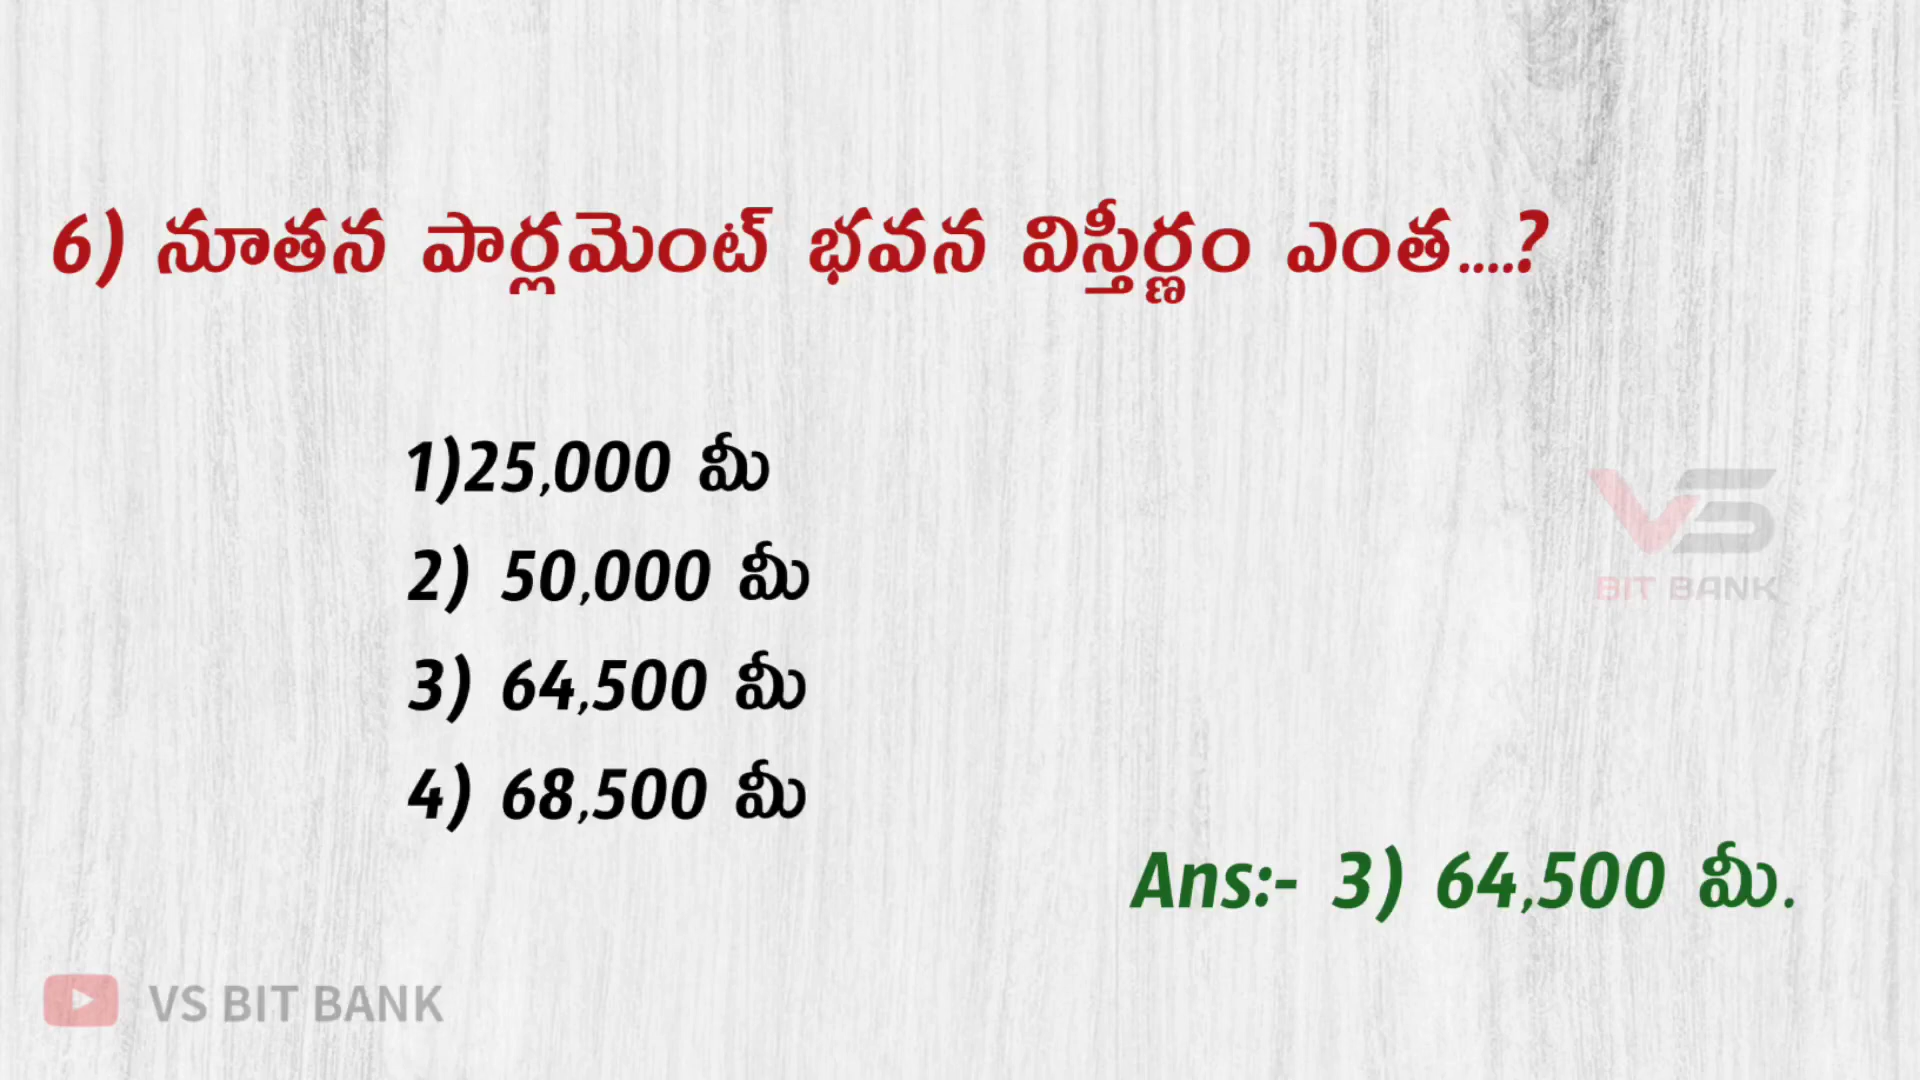 6) నూతన పార్లమెంట్ భవన విస్తీర్ణం ఎంత....?
1)25,000 మీ
2) 50,000 మీ
3) 64,500 మీ
4) 68,500 మీ
Ans:- 3) 64,500 మీ.
VS
BIT BANK
VS BIT BANK